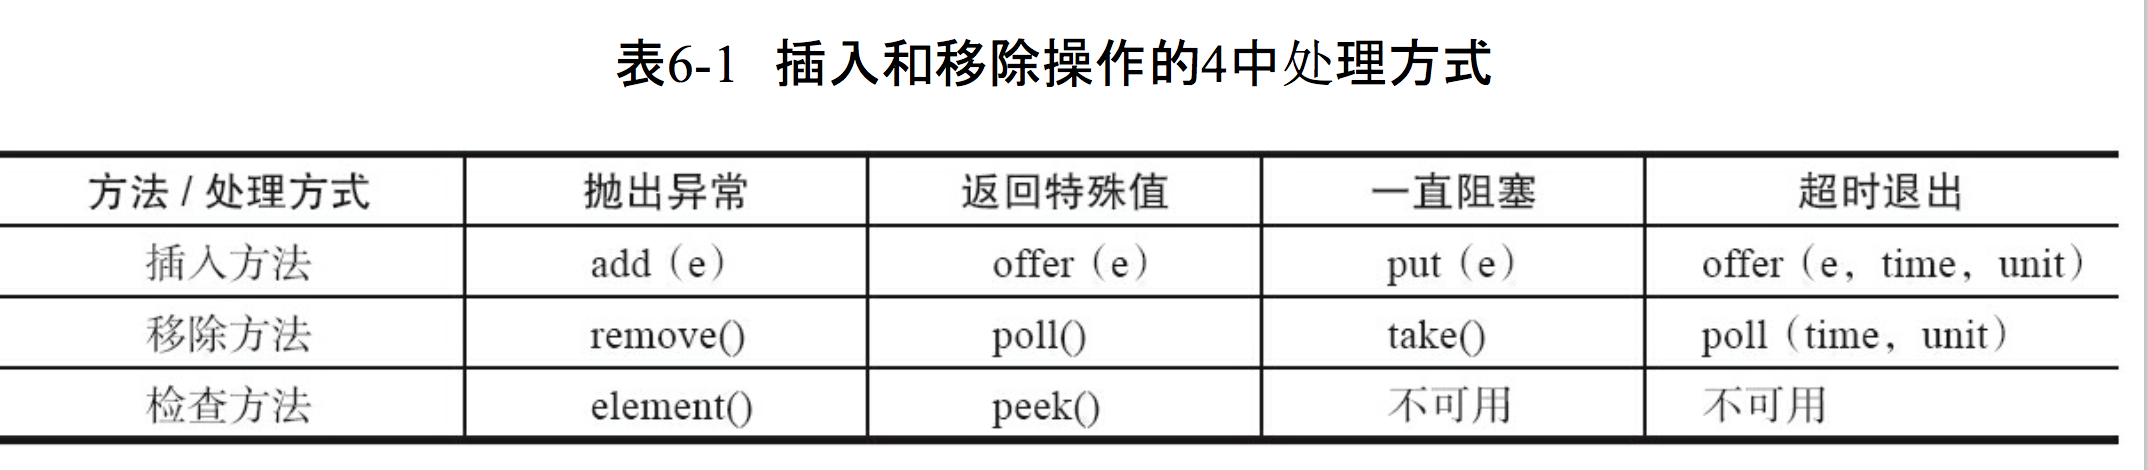 表6-1 插入和移除操作的4中处理方式
方法 / 处理方式 抛出异常 返回特殊值 一直阻塞 超时退出
插入方法 add（e） offer（e） put（e） offer（e，time，unit）
移除方法 remove() poll() take() poll（time，unit）
检查方法 element() peek() 不可用 不可用